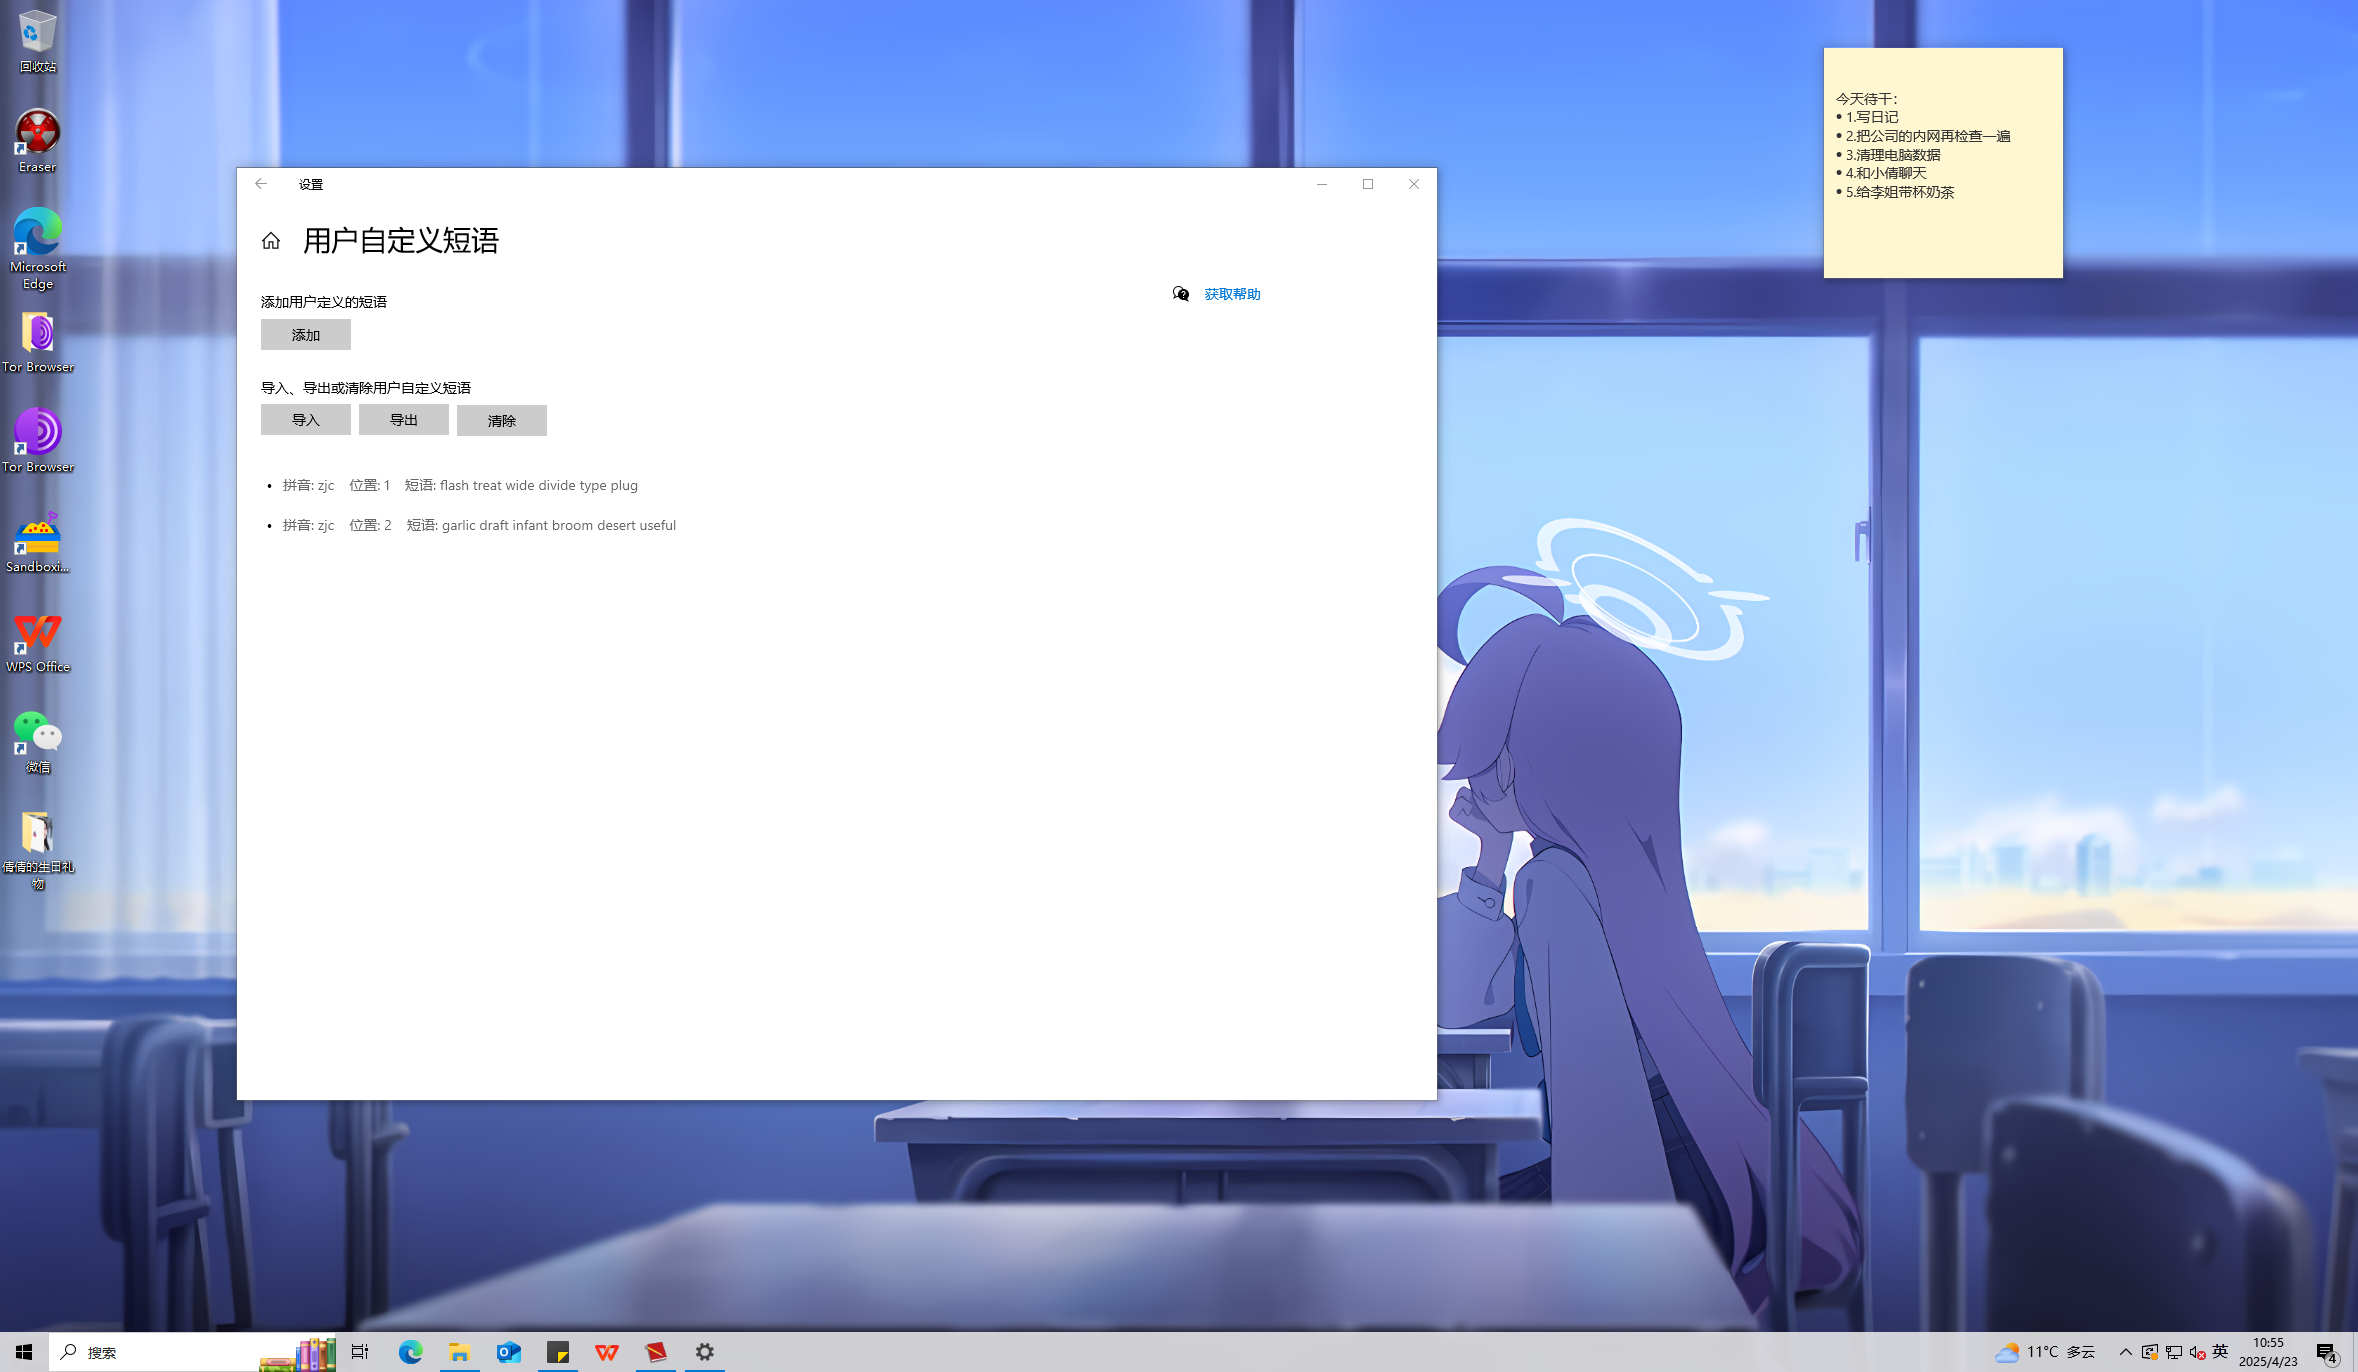 回收站
Eraser
Microsoft
Edge
Tor Browser
Tor Browser
Sandboxi...
WPS Office
微信
倩倩的生日礼
物
设置
用户自定义短语
添加用户定义的短语
添加
获取帮助
导入、导出或清除用户自定义短语
导入 导出 清除
• 拼音: zjc 位置: 1 短语: flash treat wide divide type plug
• 拼音: zjc 位置: 2 短语: garlic draft infant broom desert useful
今天待干:
• 1.写日记
• 2.把公司的内网再检查一遍
• 3.清理电脑数据
• 4.和小倩聊天
• 5.给李姐带杯奶茶
搜索
11°C 多云
英
10:55
2025/4/23
4